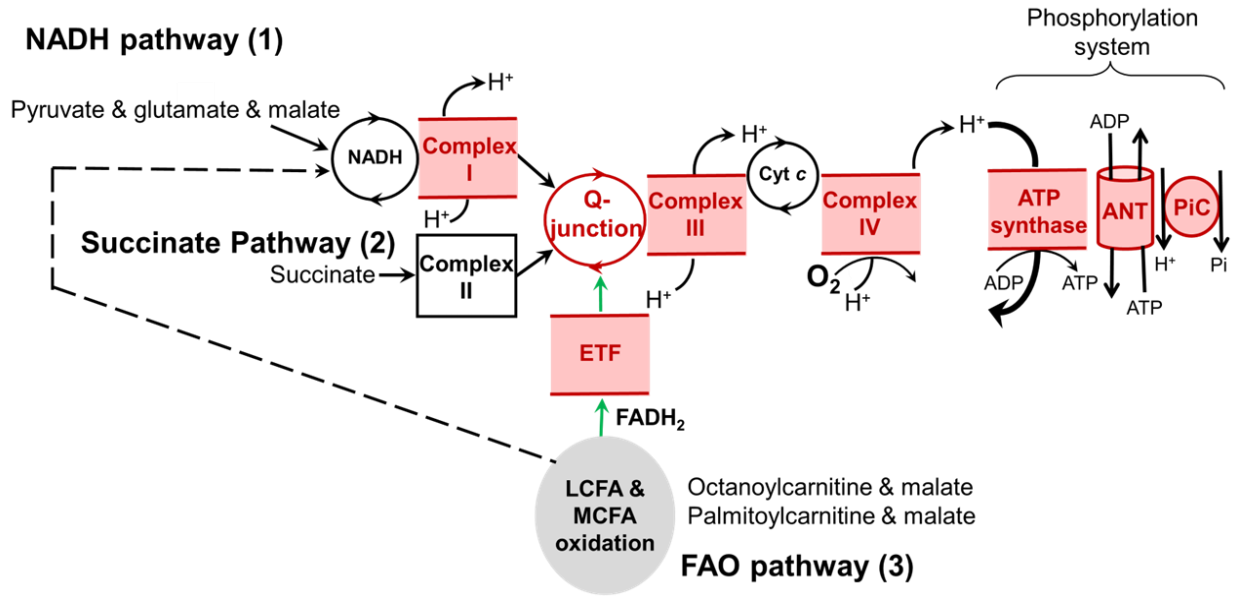 Phosphorylation
system
NADH pathway (1)
H⁺
Pyruvate & glutamate & malate
NADH
Complex
I
H⁺
H⁺
Cyt c
H⁺
ADP
Q-
junction
Complex
III
Complex
IV
ATP
synthase
ANT
PiC
H⁺
Succinate Pathway (2)
Succinate
Complex
II
O₂
H⁺
H⁺
ADP
ATP
H⁺
Pi
ATP
ETF
FADH₂
LCFA &
MCFA
oxidation
Octanoylcarnitine & malate
Palmitoylcarnitine & malate
FAO pathway (3)